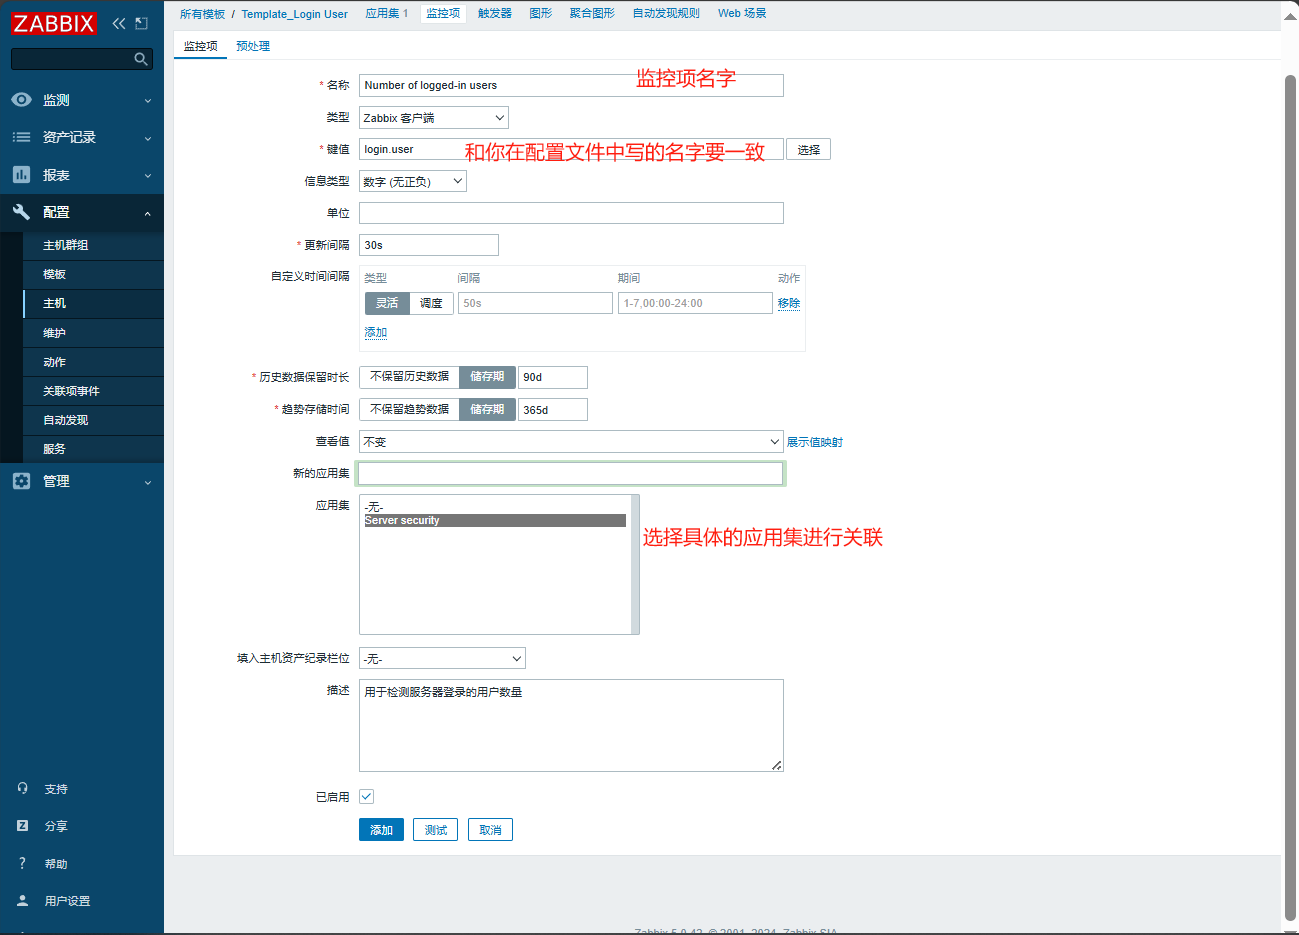 ZABBIX
监测
资产记录
报表
配置
主机群组
模板
主机
维护
动作
关联项事件
自动发现
服务
管理
支持
Z 分享
? 帮助
用户设置
所有模板 / Template_Login User 应用集 1 监控项 触发器 图形 聚合图形 自动发现规则 Web 场景
监控项 预处理
* 名称 Number of logged-in users 监控项名字
类型 Zabbix 客户端
* 键值 login.user 和你在配置文件中写的名字要一致 选择
信息类型 数字 (无正负)
单位
* 更新间隔 30s
自定义时间间隔 类型 间隔 期间 动作
灵活 调度 50s 1-7,00:00-24:00 移除
添加
* 历史数据保留时长 不保留历史数据 储存期 90d
* 趋势存储时间 不保留趋势数据 储存期 365d
查看值 不变 展示值映射
新的应用集
应用集 -无-
Server security
选择具体的应用集进行关联
填入主机资产纪录栏位 -无-
描述 用于检测服务器登录的用户数量
已启用
添加 测试 取消
Zabbix 5.0.42. © 2001–2024, Zabbix SIA